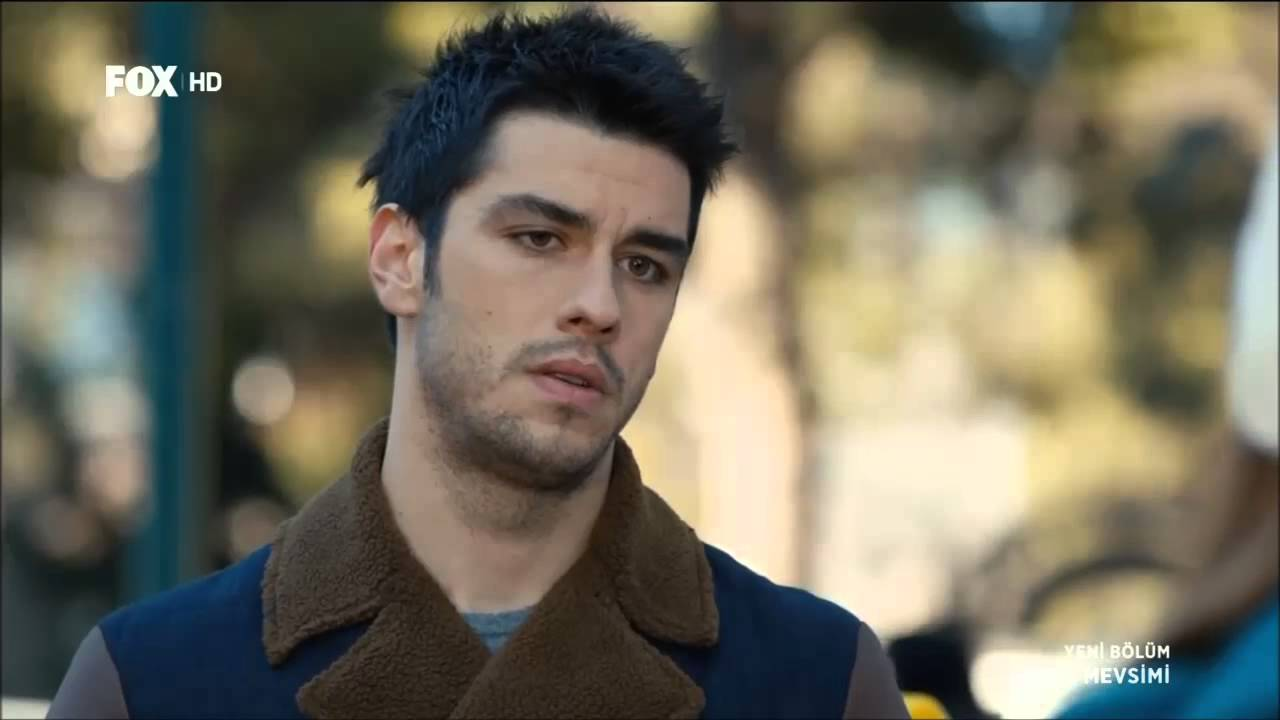 FOX HD
YENİ BÖLÜM
MEVSİMİ